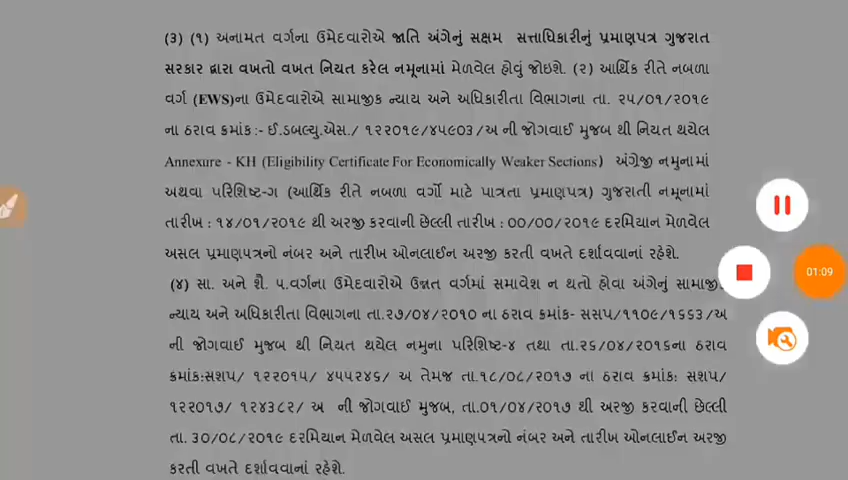 (૩) (૧) અનામત વર્ગના ઉમેદવારોએ જાતિ અંગેનું સક્ષમ સત્તાધિકારીનું પ્રમાણપત્ર ગુજરાત
સરકાર દ્વારા વખતો વખત નિયત કરેલ નમૂનામાં મેળવેલ હોવું જોઇશે. (૨) આર્થિક રીતે નબળા
વર્ગ (EWS)ના ઉમેદવારોએ સામાજીક ન્યાય અને અધિકારીતા વિભાગના તા. ૨૫/૦૧/૨૦૧૯
ના ઠરાવ ક્રમાંક:- ઈ.ડબલ્યુ.એસ./ ૧૨૨૦૧૯/૪૫૯૦૩/અ ની જોગવાઈ મુજબ થી નિયત થયેલ
Annexure - KH (Eligibility Certificate For Economically Weaker Sections) અંગ્રેજી નમુનામાં
અથવા પરિશિષ્ટ-ગ (આર્થિક રીતે નબળા વર્ગો માટે પાત્રતા પ્રમાણપત્ર) ગુજરાતી નમૂનામાં
તારીખ : ૧૪/૦૧/૨૦૧૯ થી અરજી કરવાની છેલ્લી તારીખ : ૦૦/૦૦/૨૦૧૯ દરમિયાન મેળવેલ
અસલ પ્રમાણપત્રનો નંબર અને તારીખ ઓનલાઈન અરજી કરતી વખતે દર્શાવવાનાં રહેશે.
01:09
(૪) સા. અને શૈ. પ.વર્ગના ઉમેદવારોએ ઉન્નત વર્ગમાં સમાવેશ ન થતો હોવા અંગેનું સામાજી
ન્યાય અને અધિકારીતા વિભાગના તા.૨૭/૦૪/૨૦૧૦ ના ઠરાવ ક્રમાંક- સસપ/૧૧૦૯/૧૬૬૩/અ
ની જોગવાઈ મુજબ થી નિયત થયેલ નમુના પરિશિષ્ટ-૪ તથા તા.૨૬/૦૪/૨૦૧૬ના ઠરાવ
ક્રમાંક:સશપ/ ૧૨૨૦૧૫/ ૪૫૫૨૪૬/ અ તેમજ તા.૧૮/૦૮/૨૦૧૭ ના ઠરાવ ક્રમાંક: સશપ/
૧૨૨૦૧૭/ ૧૨૪૩૮૨/ અ ની જોગવાઈ મુજબ, તા.૦૧/૦૪/૨૦૧૭ થી અરજી કરવાની છેલ્લી
તા. ૩૦/૦૮/૨૦૧૯ દરમિયાન મેળવેલ અસલ પ્રમાણપત્રનો નંબર અને તારીખ ઓનલાઈન અરજી
કરતી વખતે દર્શાવવાનાં રહેશે.